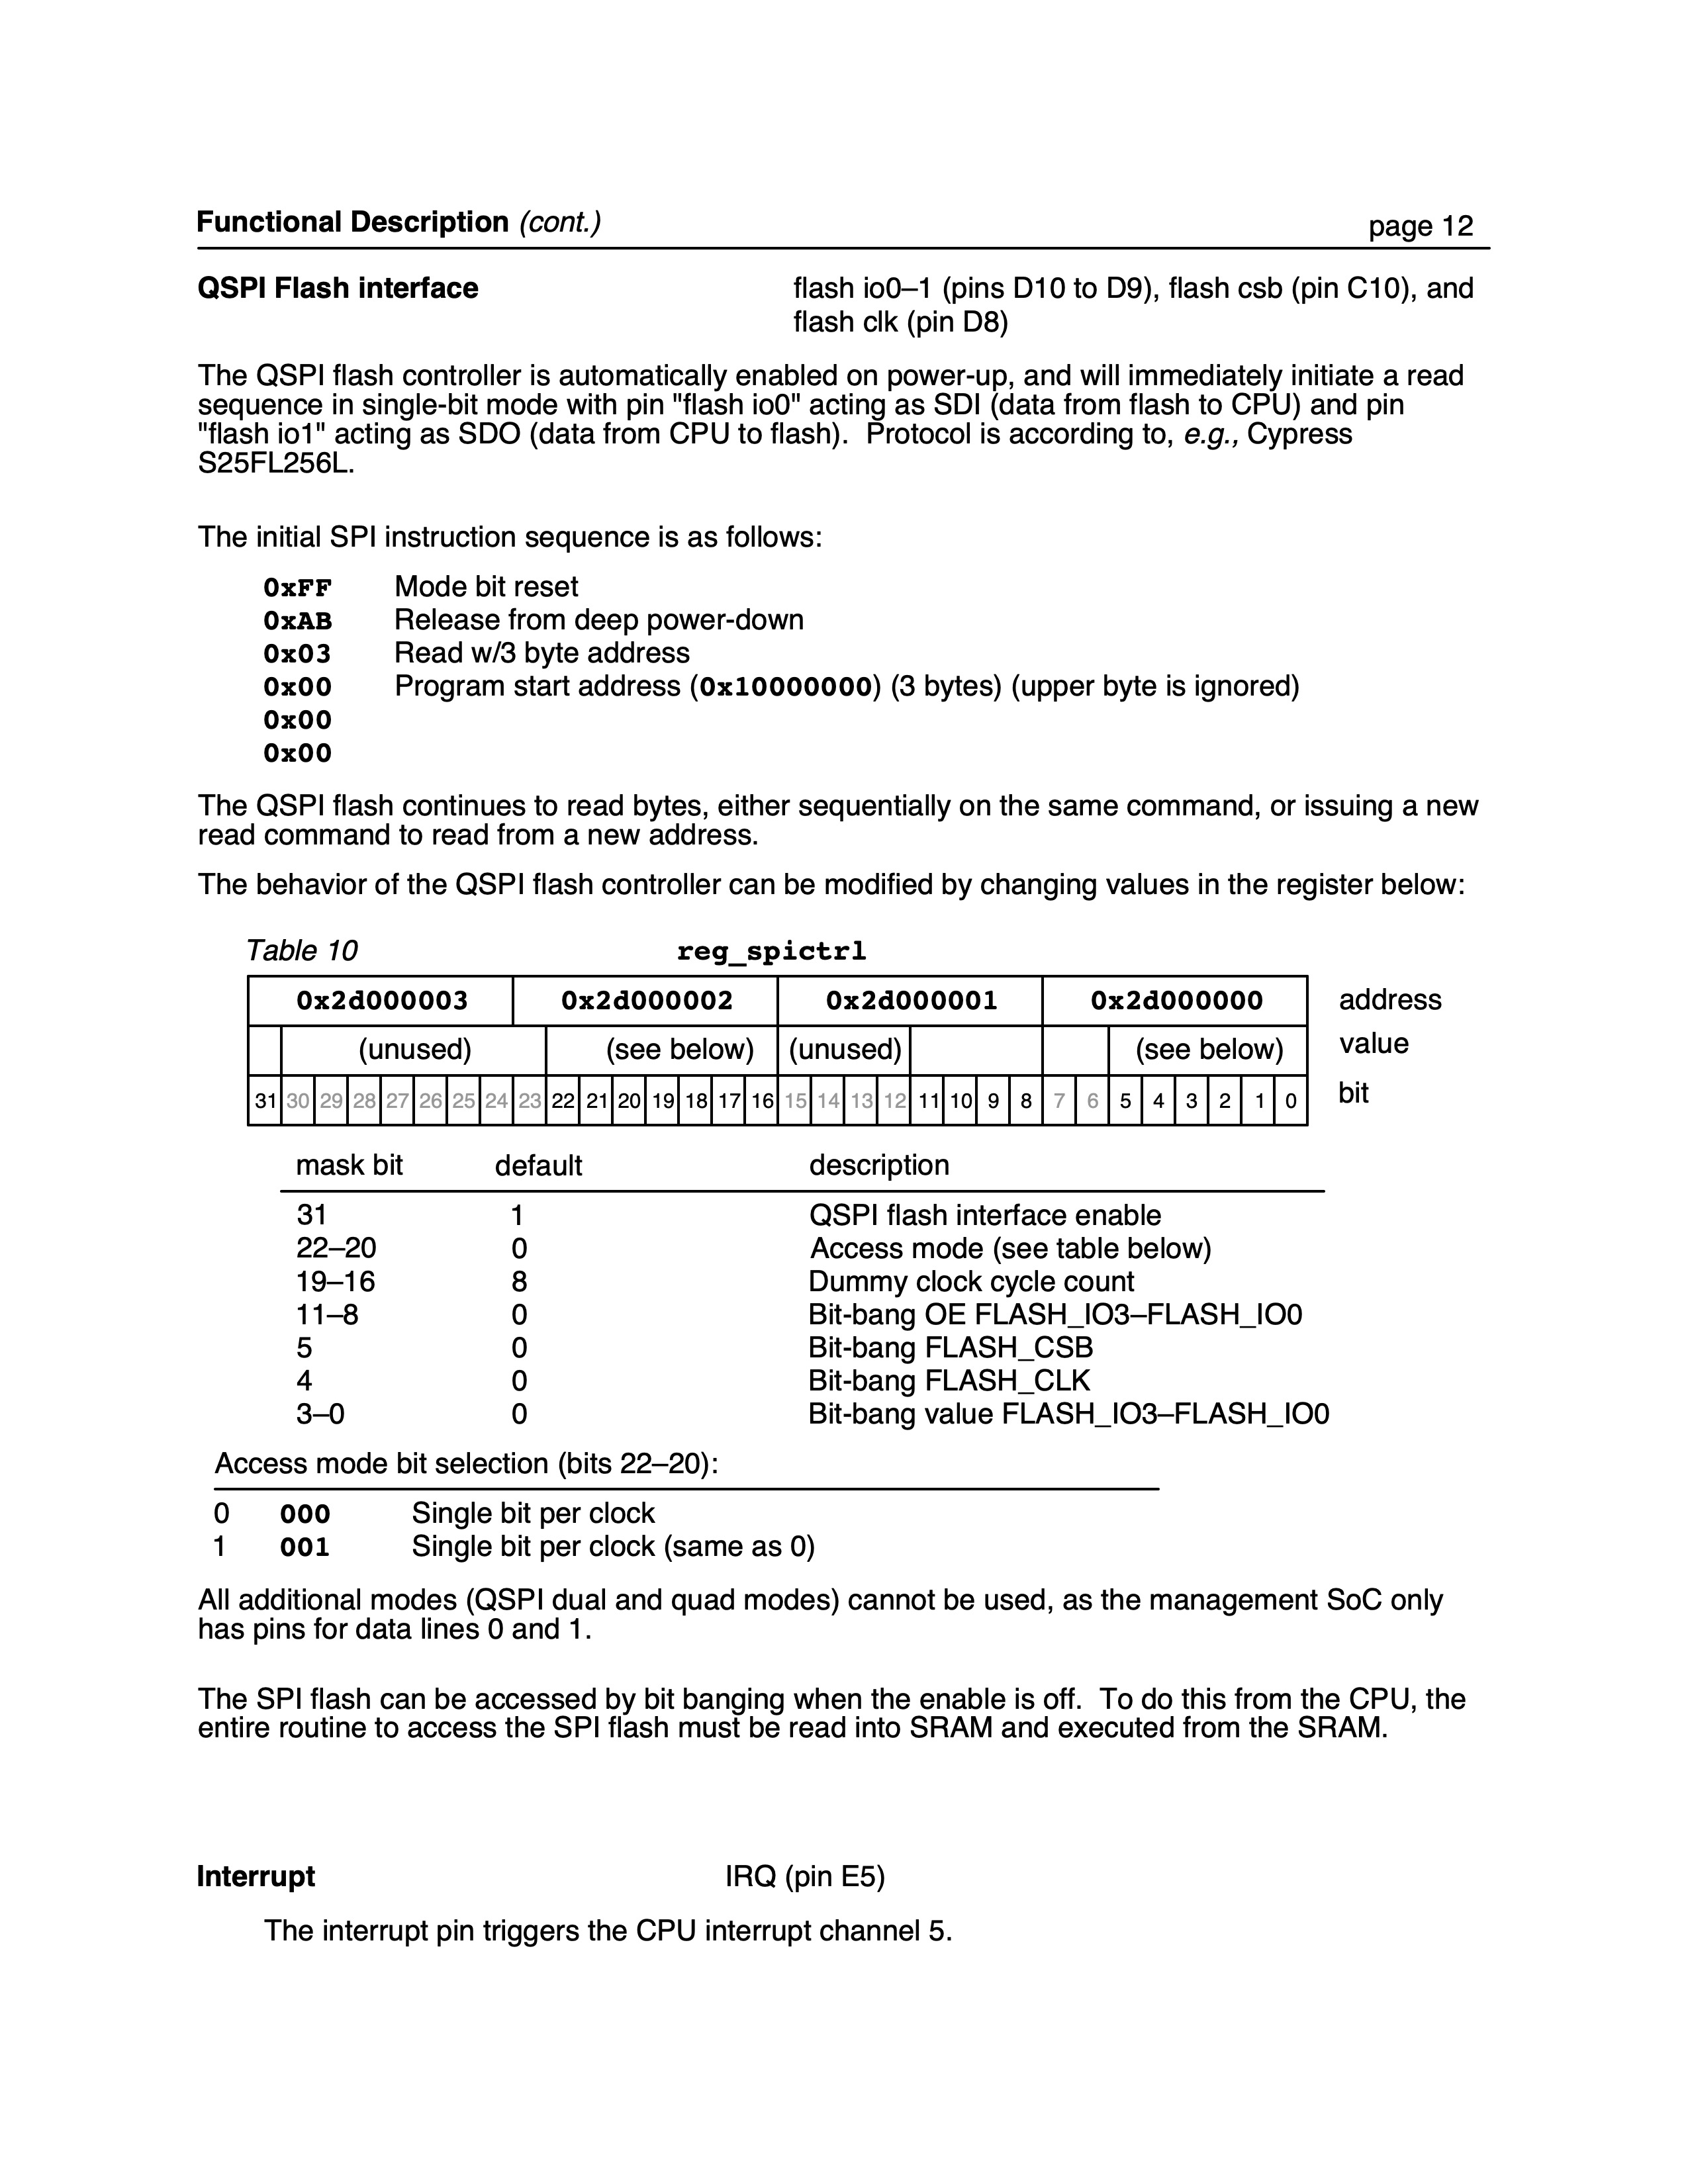 Functional Description (cont.) page 12
QSPI Flash interface flash io0–1 (pins D10 to D9), flash csb (pin C10), and
flash clk (pin D8)
The QSPI flash controller is automatically enabled on power-up, and will immediately initiate a read
sequence in single-bit mode with pin "flash io0" acting as SDI (data from flash to CPU) and pin
"flash io1" acting as SDO (data from CPU to flash).  Protocol is according to, e.g., Cypress
S25FL256L.
The initial SPI instruction sequence is as follows:
0xFF Mode bit reset
0xAB Release from deep power-down
0x03 Read w/3 byte address
0x00 Program start address (0x10000000) (3 bytes) (upper byte is ignored)
0x00
0x00
The QSPI flash continues to read bytes, either sequentially on the same command, or issuing a new
read command to read from a new address.
The behavior of the QSPI flash controller can be modified by changing values in the register below:
Table 10 reg_spictrl
0x2d000003 0x2d000002 0x2d000001 0x2d000000 address
(unused) (see below) (unused) (see below) value
31 30 29 28 27 26 25 24 23 22 21 20 19 18 17 16 15 14 13 12 11 10 9 8 7 6 5 4 3 2 1 0 bit
mask bit default description
31 1 QSPI flash interface enable
22–20 0 Access mode (see table below)
19–16 8 Dummy clock cycle count
11–8 0 Bit-bang OE FLASH_IO3–FLASH_IO0
5 0 Bit-bang FLASH_CSB
4 0 Bit-bang FLASH_CLK
3–0 0 Bit-bang value FLASH_IO3–FLASH_IO0
Access mode bit selection (bits 22–20):
0 000 Single bit per clock
1 001 Single bit per clock (same as 0)
All additional modes (QSPI dual and quad modes) cannot be used, as the management SoC only
has pins for data lines 0 and 1.
The SPI flash can be accessed by bit banging when the enable is off.  To do this from the CPU, the
entire routine to access the SPI flash must be read into SRAM and executed from the SRAM.
Interrupt IRQ (pin E5)
The interrupt pin triggers the CPU interrupt channel 5.